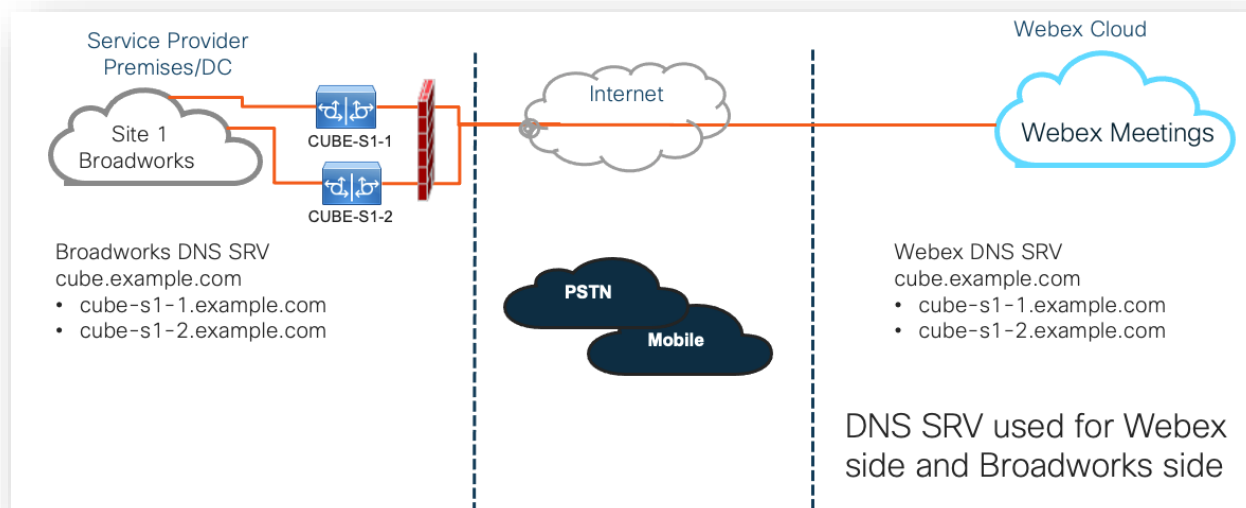 Service Provider
Premises/DC
Webex Cloud
Internet
Site 1
Broadworks
CUBE-S1-1
Webex Meetings
CUBE-S1-2
Broadworks DNS SRV
cube.example.com
• cube-s1-1.example.com
• cube-s1-2.example.com
PSTN
Mobile
Webex DNS SRV
cube.example.com
• cube-s1-1.example.com
• cube-s1-2.example.com
DNS SRV used for Webex
side and Broadworks side